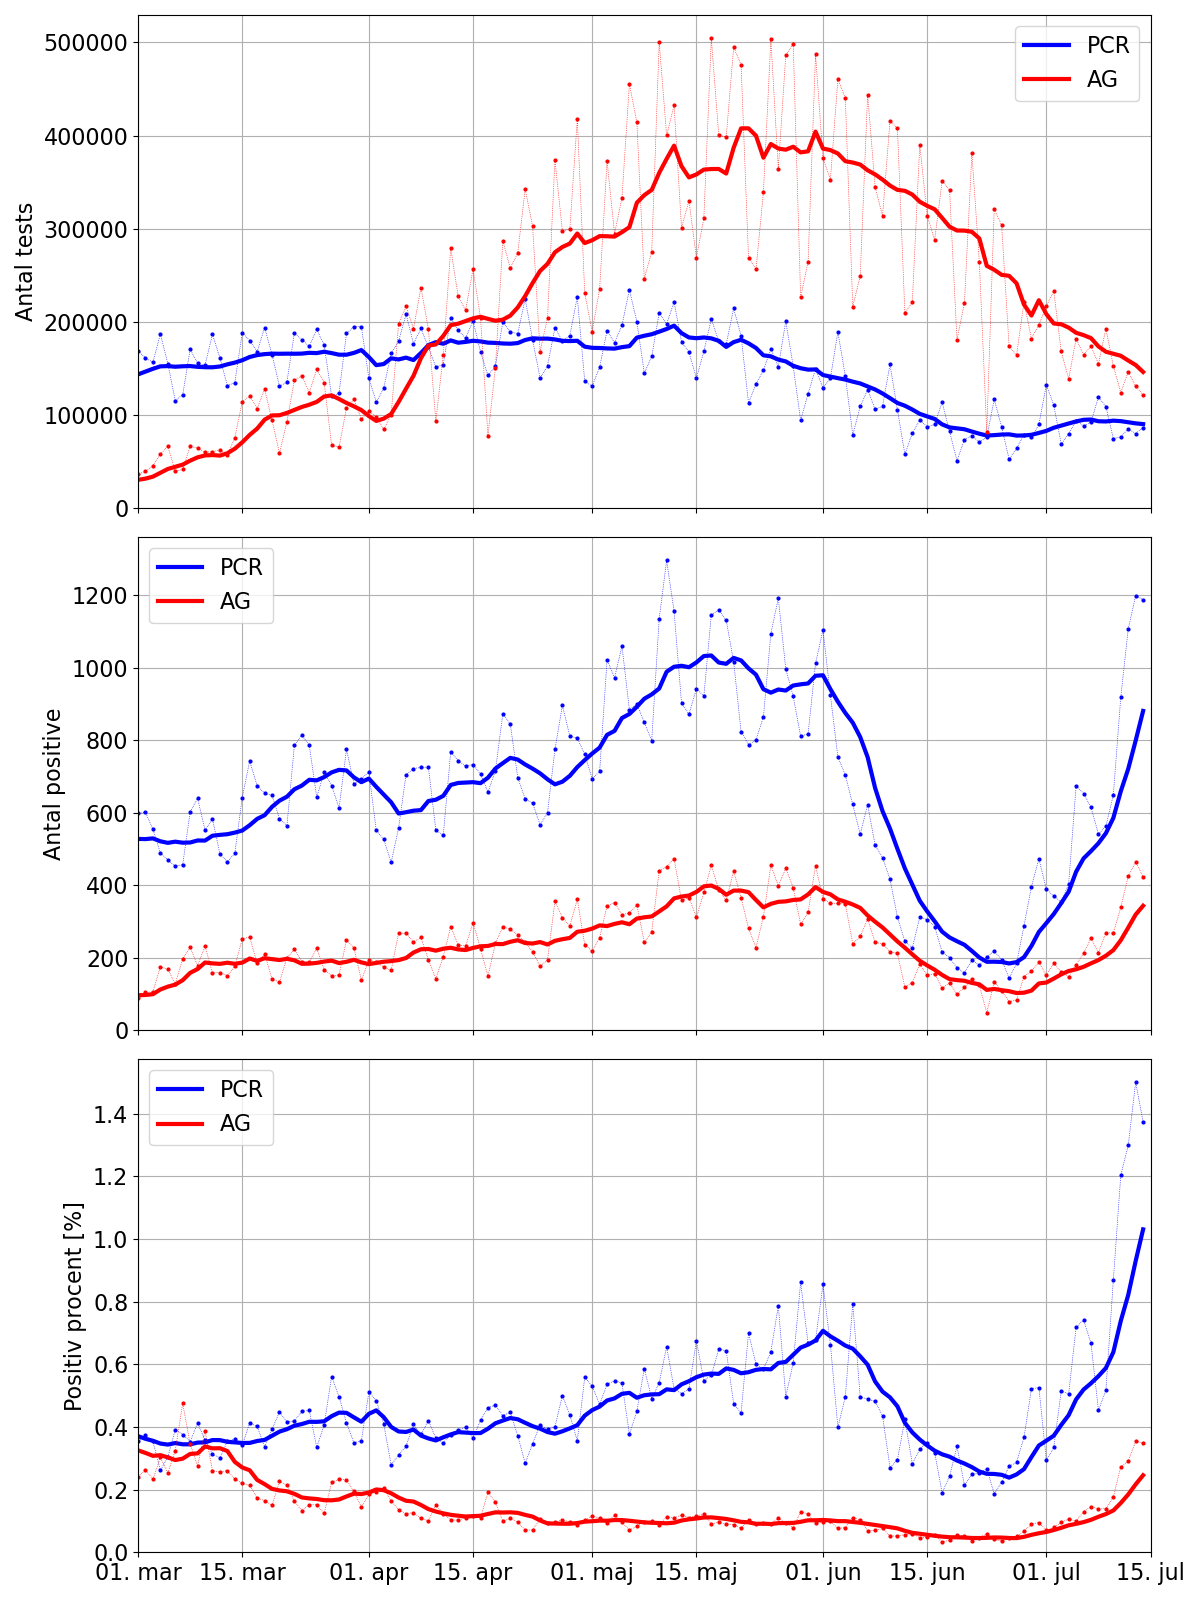 500000
400000
300000
200000
100000
0
Antal tests
PCR
AG
1200
1000
800
600
400
200
0
Antal positive
PCR
AG
1.4
1.2
1.0
0.8
0.6
0.4
0.2
0.0
Positiv procent [%]
PCR
AG
01. mar 15. mar 01. apr 15. apr 01. maj 15. maj 01. jun 15. jun 01. jul 15. jul